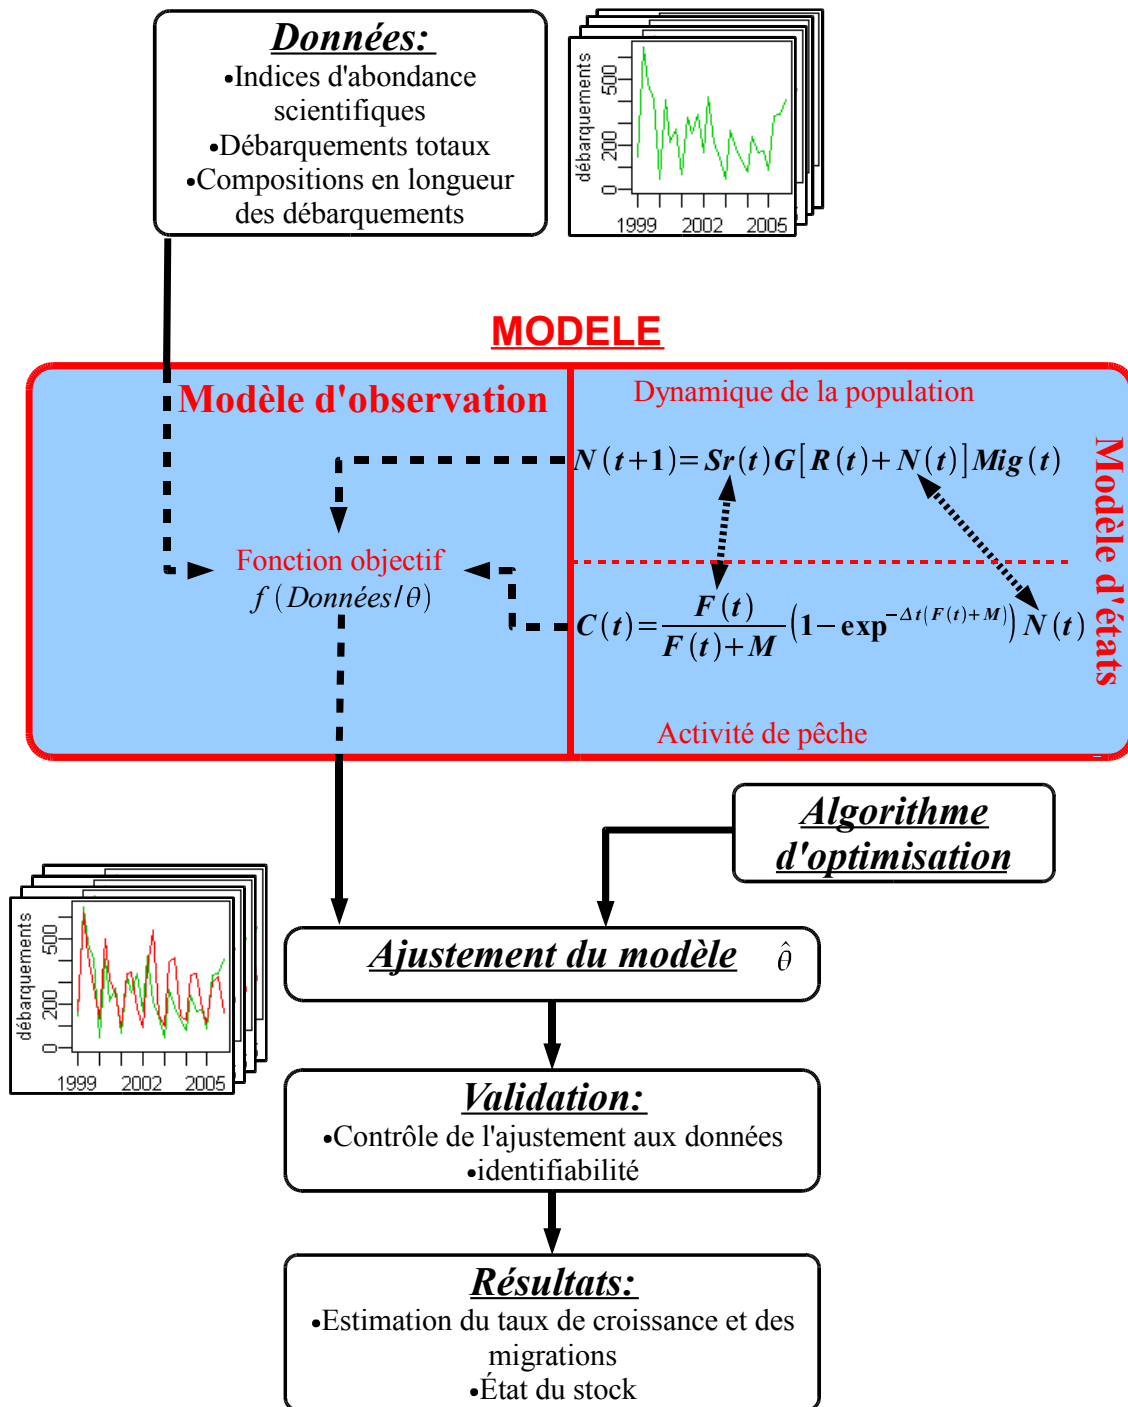 Données:
•Indices d'abondance
scientifiques
•Débarquements totaux
•Compositions en longueur
des débarquements
débarquements
500
200
0
1999 2002 2005
MODELE
Modèle d'observation
Dynamique de la population
N(t+1)=Sr(t)G[R(t)+N(t)]Mig(t)
Modèle d'états
Fonction objectif
f(Données/θ)
C(t)=F(t)/F(t)+M (1−exp^−Δt(F(t)+M))N(t)
Activité de pêche
Algorithme
d'optimisation
débarquements
500
200
0
1999 2002 2005
Ajustement du modèle θ̂
Validation:
•Contrôle de l'ajustement aux données
•identifiabilité
Résultats:
•Estimation du taux de croissance et des
migrations
•État du stock